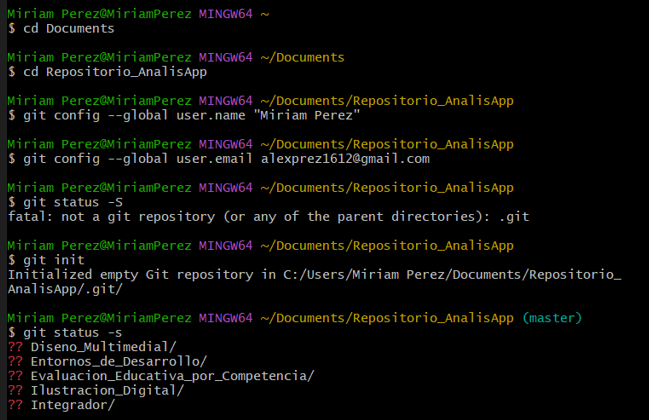 Miriam Perez@MiriamPerez MINGW64 ~
$ cd Documents
Miriam Perez@MiriamPerez MINGW64 ~/Documents
$ cd Repositorio_AnalisApp
Miriam Perez@MiriamPerez MINGW64 ~/Documents/Repositorio_AnalisApp
$ git config --global user.name "Miriam Perez"
Miriam Perez@MiriamPerez MINGW64 ~/Documents/Repositorio_AnalisApp
$ git config --global user.email alexprez1612@gmail.com
Miriam Perez@MiriamPerez MINGW64 ~/Documents/Repositorio_AnalisApp
$ git status -S
fatal: not a git repository (or any of the parent directories): .git
Miriam Perez@MiriamPerez MINGW64 ~/Documents/Repositorio_AnalisApp
$ git init
Initialized empty Git repository in C:/Users/Miriam Perez/Documents/Repositorio_
AnalisApp/.git/
Miriam Perez@MiriamPerez MINGW64 ~/Documents/Repositorio_AnalisApp (master)
$ git status -s
?? Diseno_Multimedial/
?? Entornos_de_Desarrollo/
?? Evaluacion_Educativa_por_Competencia/
?? Ilustracion_Digital/
?? Integrador/